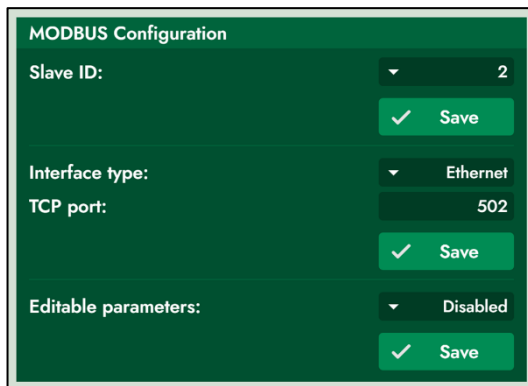 MODBUS Configuration
Slave ID: 2
Save
Interface type: Ethernet
TCP port: 502
Save
Editable parameters: Disabled
Save